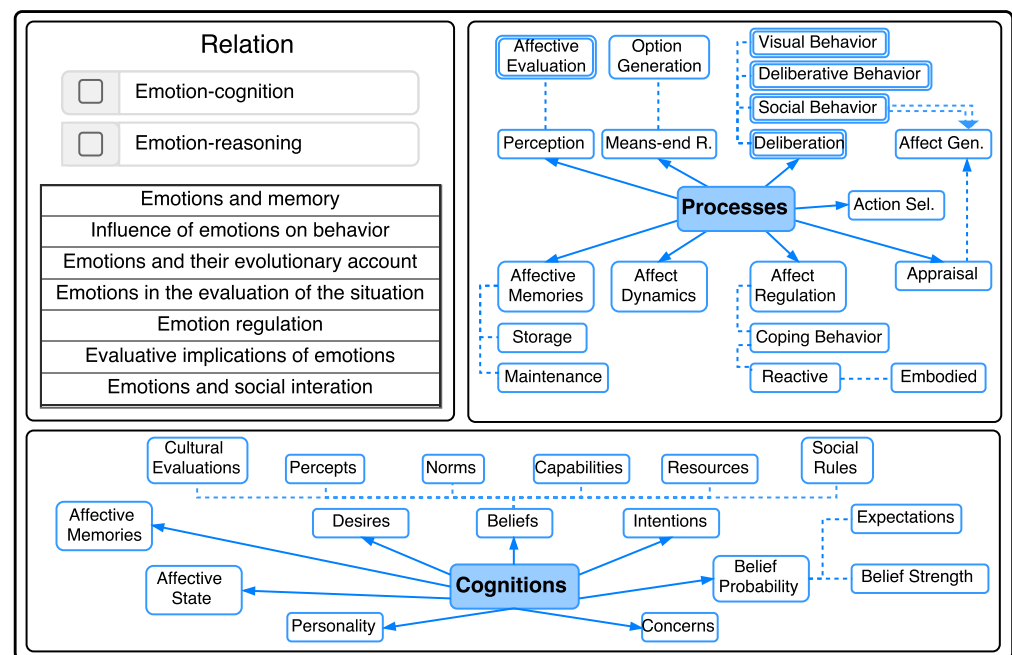 Relation
Emotion-cognition
Emotion-reasoning
Emotions and memory
Influence of emotions on behavior
Emotions and their evolutionary account
Emotions in the evaluation of the situation
Emotion regulation
Evaluative implications of emotions
Emotions and social interation
Affective
Evaluation
Option
Generation
Visual Behavior
Deliberative Behavior
Social Behavior
Perception
Means-end R.
Deliberation
Affect Gen.
Processes
Action Sel.
Affective
Memories
Affect
Dynamics
Affect
Regulation
Appraisal
Storage
Coping Behavior
Maintenance
Reactive
Embodied
Cultural
Evaluations
Percepts
Norms
Capabilities
Resources
Social
Rules
Affective
Memories
Desires
Beliefs
Intentions
Expectations
Affective
State
Cognitions
Belief
Probability
Belief Strength
Personality
Concerns